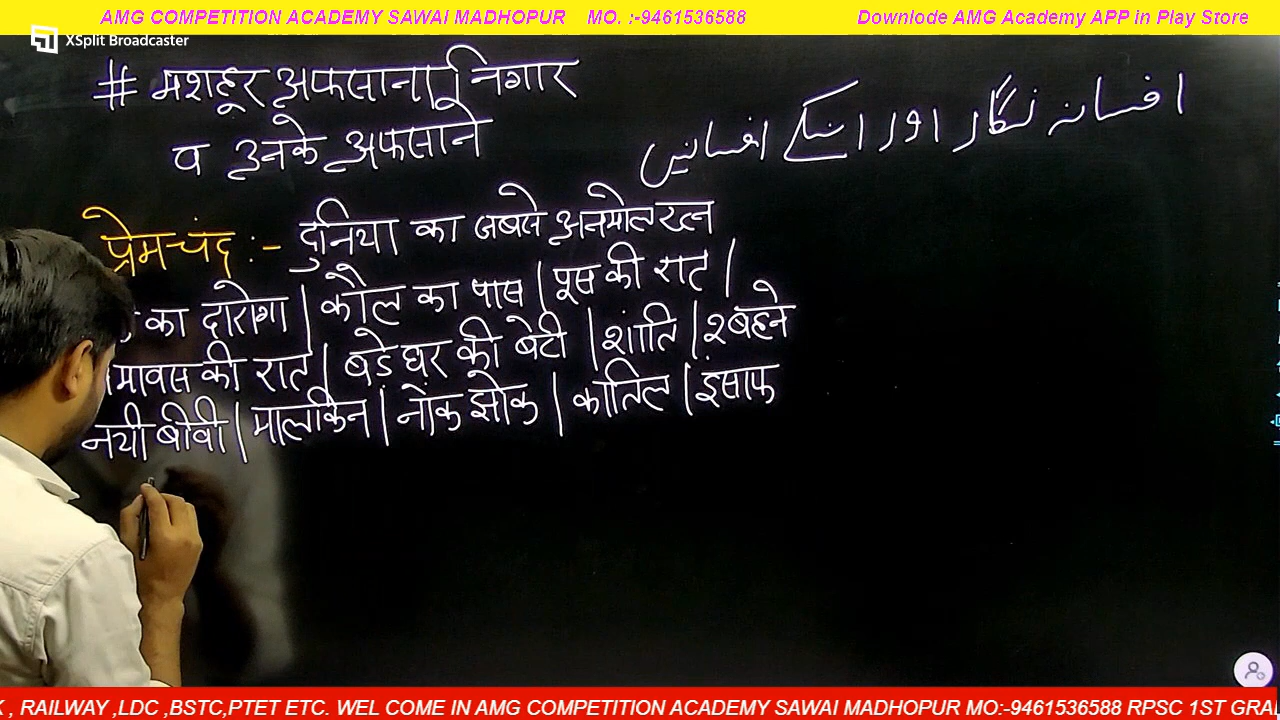 AMG COMPETITION ACADEMY SAWAI MADHOPUR MO. :-9461536588 Downlode AMG Academy APP in Play Store
XSplit Broadcaster
# मशहूर अफसाना निगार
व उनके अफसाने
افسانہ نگار اور انکے افسانیں
प्रेमचंद :- दुनिया का सबसे अनमोल रत्न
का दारोगा | कौल का पास | पूस की रात |
मावस की रात | बडे घर की बेटी | शांति | २ बहने
नयी बीवी | मालकिन | नोंक झोंक | कातिल | इंसाफ
K , RAILWAY ,LDC ,BSTC,PTET ETC. WEL COME IN AMG COMPETITION ACADEMY SAWAI MADHOPUR MO:-9461536588 RPSC 1ST GRA